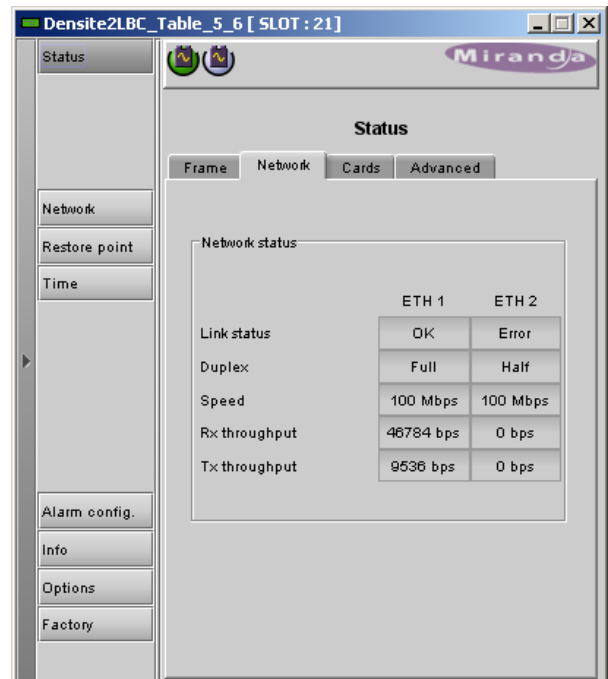 Densite2LBC_Table_5_6 [ SLOT : 21]
Status
Miranda
Status
Frame Network Cards Advanced
Network
Restore point
Time
Network status
ETH 1 ETH 2
Link status OK Error
Duplex Full Half
Speed 100 Mbps 100 Mbps
Rx throughput 46784 bps 0 bps
Tx throughput 9536 bps 0 bps
Alarm config.
Info
Options
Factory